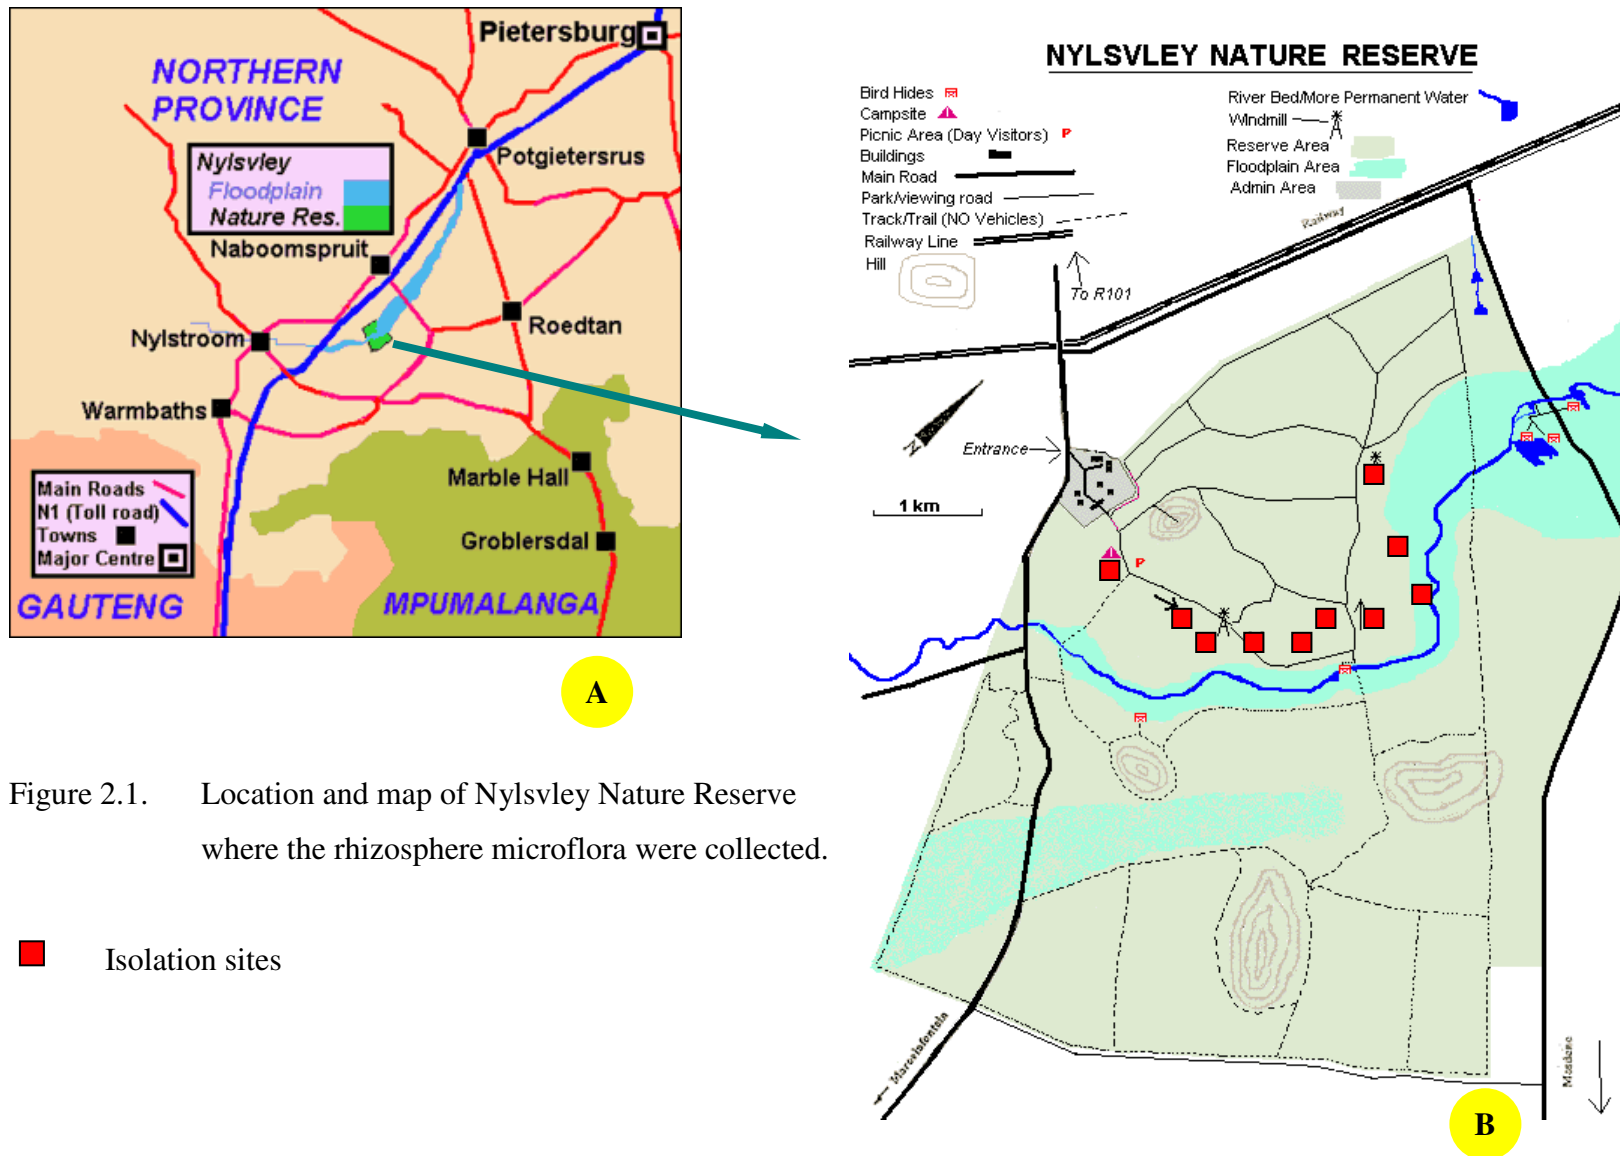 Pietersburg
NORTHERN
PROVINCE
Potgietersrus
Nylsvley
Floodplain
Nature Res.
Naboomspruit
Nylstroom
Roedtan
Warmbaths
Marble Hall
Main Roads
N1 (Toll road)
Towns
Major Centre
Groblersdal
GAUTENG
MPUMALANGA
A
Figure 2.1. Location and map of Nylsvley Nature Reserve
where the rhizosphere microflora were collected.
Isolation sites
NYLSVLEY NATURE RESERVE
Bird Hides
Campsite
Picnic Area (Day Visitors) P
Buildings
Main Road
Park/viewing road
Track/Trail (NO Vehicles)
Railway Line
Hill
River Bed/More Permanent Water
Windmill
Reserve Area
Floodplain Area
Admin Area
Railway
To R101
N
Entrance
1 km
P
Mosdene
B